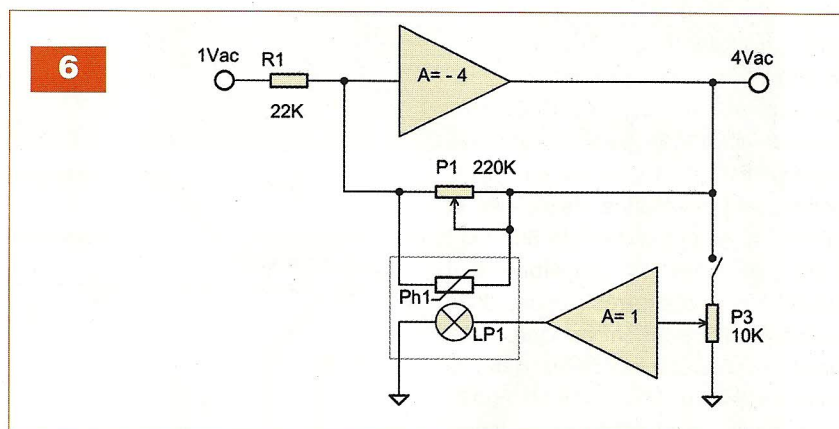 6
1Vac
R1
22K
A= - 4
4Vac
P1 220K
Ph1
LP1
A= 1
P3
10K